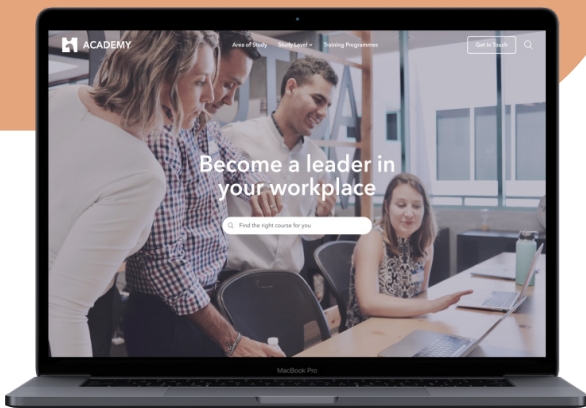 ACADEMY
Area of Study Study Level Training Programmes
Get In Touch
Become a leader in
your workplace
Find the right course for you
MacBook Pro